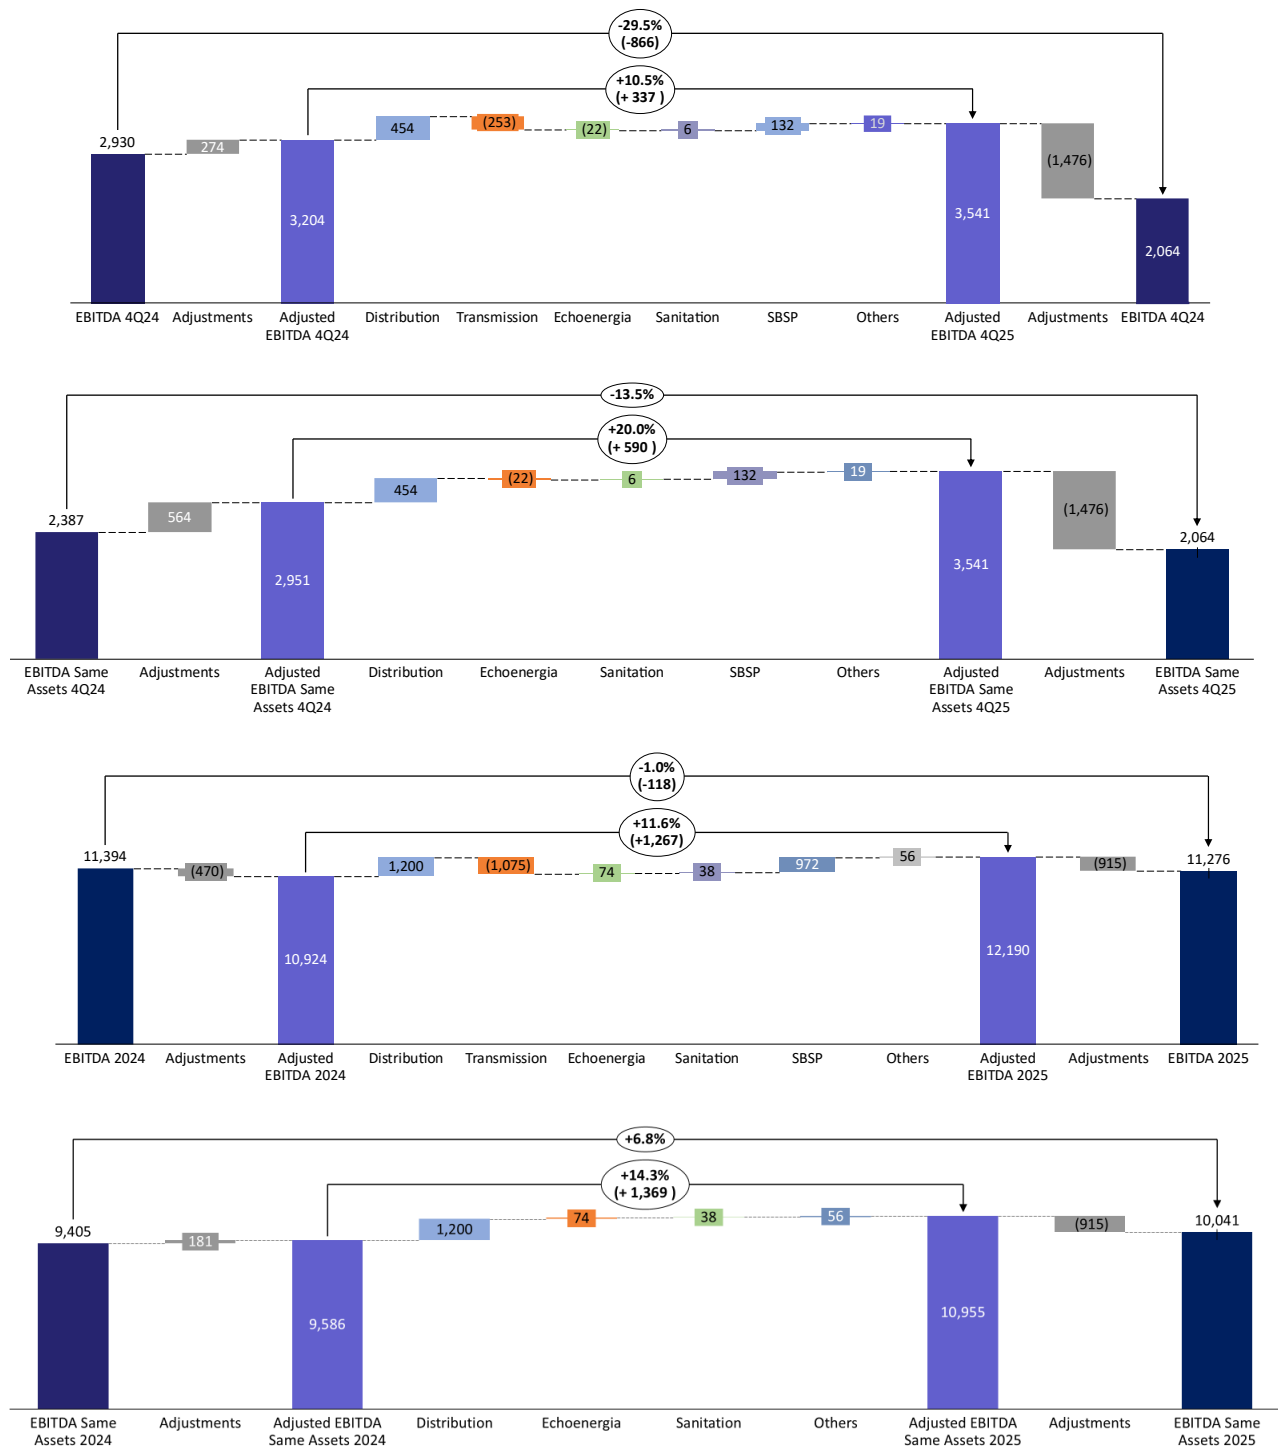 -29.5%
(-866)
+10.5%
(+ 337 )
2,930
274
3,204
454
(253)
(22)
6
132
19
3,541
(1,476)
2,064
EBITDA 4Q24
Adjustments
Adjusted
EBITDA 4Q24
Distribution
Transmission
Echoenergia
Sanitation
SBSP
Others
Adjusted
EBITDA 4Q25
Adjustments
EBITDA 4Q24
-13.5%
+20.0%
(+ 590 )
2,387
564
2,951
454
(22)
6
132
19
3,541
(1,476)
2,064
EBITDA Same
Assets 4Q24
Adjustments
Adjusted
EBITDA Same
Assets 4Q24
Distribution
Echoenergia
Sanitation
SBSP
Others
Adjusted
EBITDA Same
Assets 4Q25
Adjustments
EBITDA Same
Assets 4Q25
-1.0%
(-118)
+11.6%
(+1,267)
11,394
(470)
10,924
1,200
(1,075)
74
38
972
56
12,190
(915)
11,276
EBITDA 2024
Adjustments
Adjusted
EBITDA 2024
Distribution
Transmission
Echoenergia
Sanitation
SBSP
Others
Adjusted
EBITDA 2025
Adjustments
EBITDA 2025
+6.8%
+14.3%
(+ 1,369 )
9,405
181
9,586
1,200
74
38
56
10,955
(915)
10,041
EBITDA Same
Assets 2024
Adjustments
Adjusted EBITDA
Same Assets 2024
Distribution
Echoenergia
Sanitation
Others
Adjusted EBITDA
Same Assets 2025
Adjustments
EBITDA Same
Assets 2025